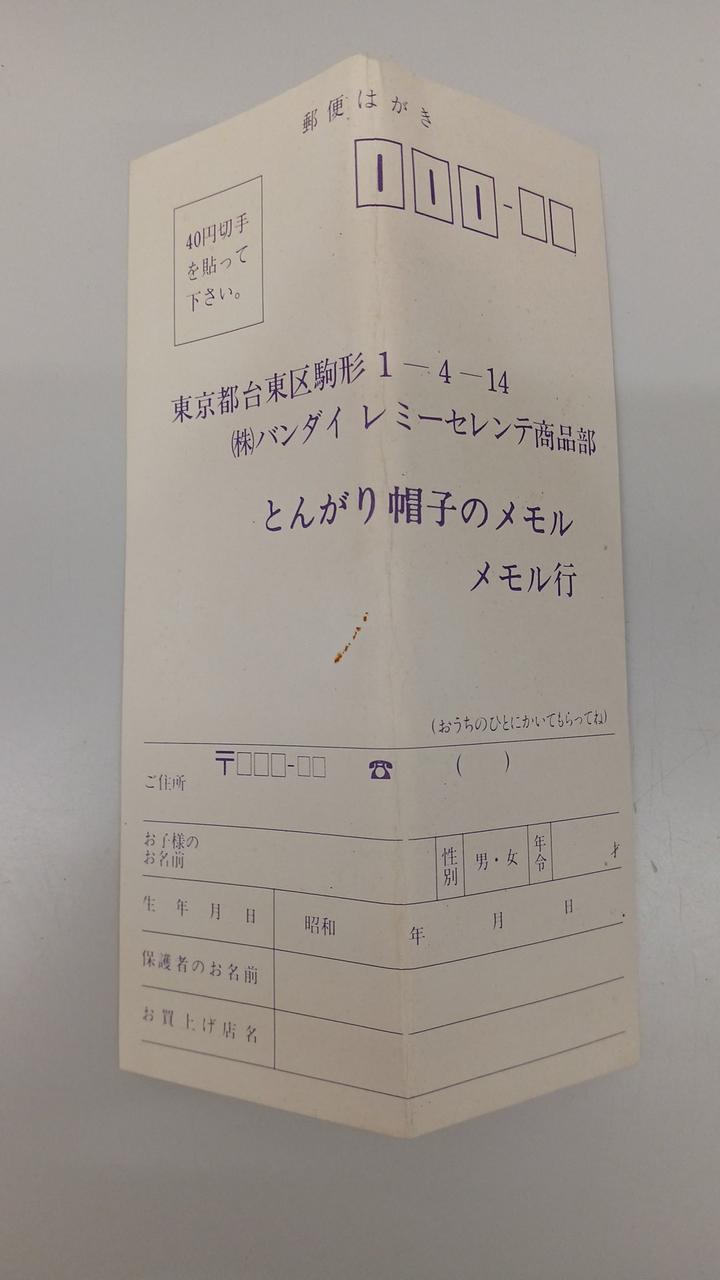 郵便はがき
111-□□
40円切手
を貼って
下さい。
東京都台東区駒形1－4－14
㈱バンダイ レミーセレンテ商品部
とんがり帽子のメモル
メモル行
(おうちのひとにかいてもらってね)
ご住所 〒□□□-□□ ☎ ( )
お子様の
お名前
性別 男・女 年令 才
生年月日 昭和 年 月 日
保護者のお名前
お買上げ店名